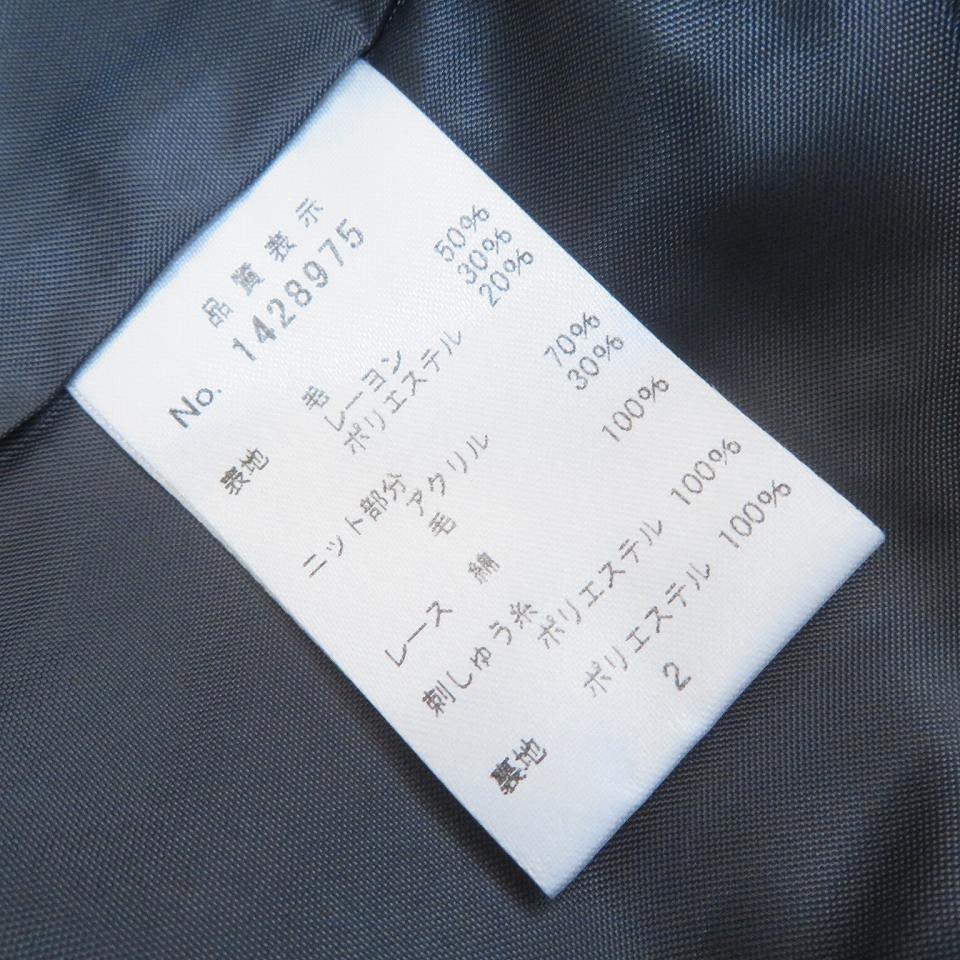 品質表示
No. 1428975
表地 毛 50%
レーヨン 30%
ポリエステル 20%
ニット部分
アクリル 70%
毛 30%
レース 綿 100%
刺しゅう糸
ポリエステル 100%
裏地 ポリエステル 100%
2